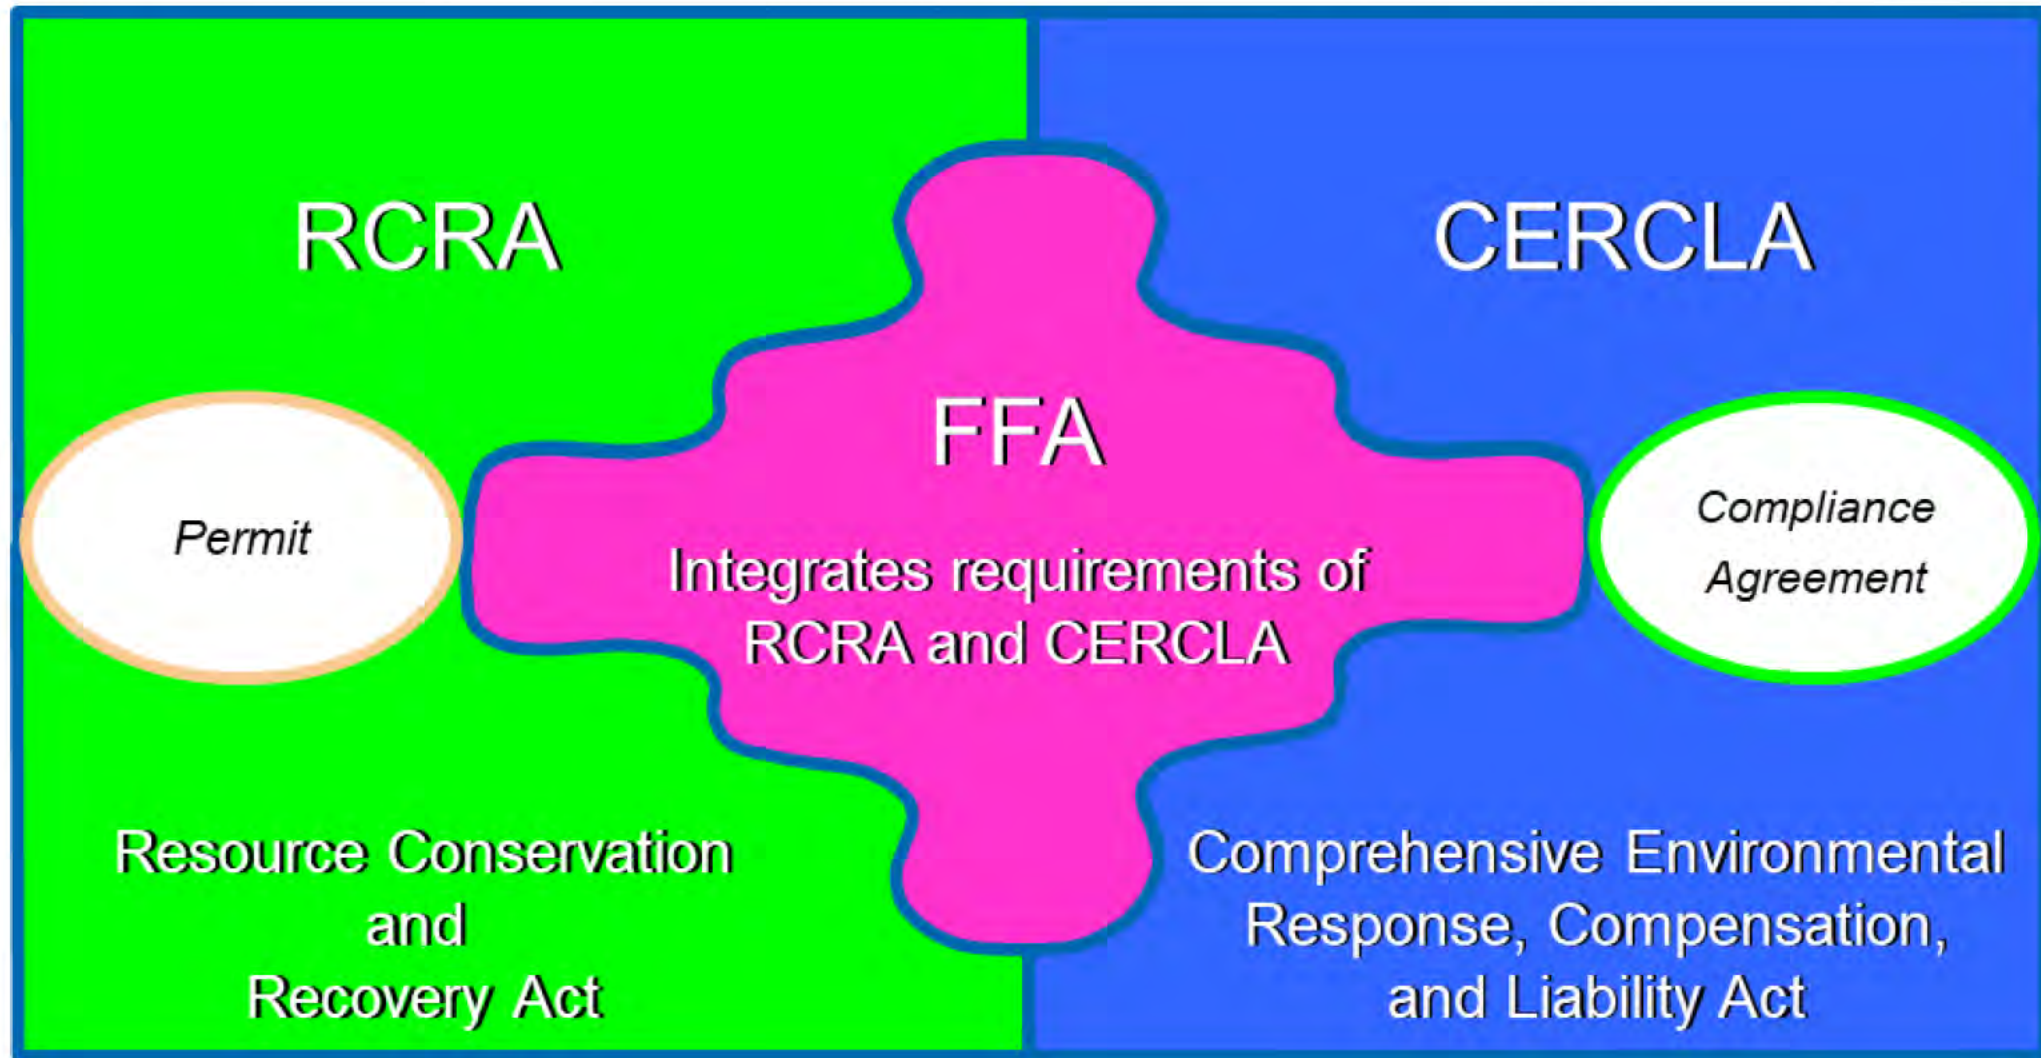 RCRA
CERCLA
FFA
Integrates requirements of
RCRA and CERCLA
Permit
Compliance
Agreement
Resource Conservation
and
Recovery Act
Comprehensive Environmental
Response, Compensation,
and Liability Act